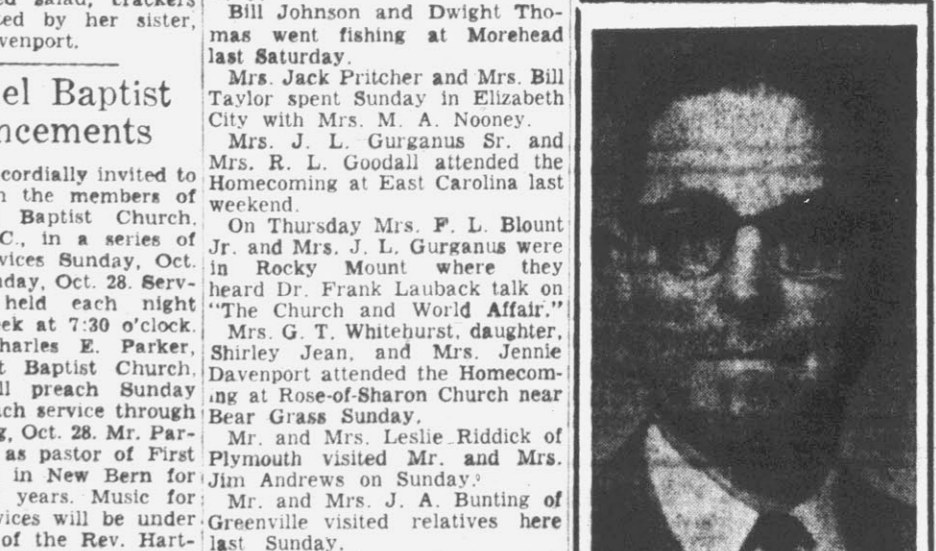 ed salad, crackers
ted by her sister,
venport.
el Baptist
ncements
cordially invited to
n the members of
Baptist Church,
C., in a series of
vices Sunday, Oct.
nday, Oct. 28. Serv-
held each night
ek at 7:30 o'clock.
harles E. Parker,
t Baptist Church,
ll preach Sunday
ach service through
g, Oct. 28. Mr. Par-
as pastor of First
in New Bern for
years. Music for
vices will be under
of the Rev. Hart-
Bill Johnson and Dwight Tho-
mas went fishing at Morehead
last Saturday.
Mrs. Jack Pritcher and Mrs. Bill
Taylor spent Sunday in Elizabeth
City with Mrs. M. A. Nooney.
Mrs. J. L. Gurganus Sr. and
Mrs. R. L. Goodall attended the
Homecoming at East Carolina last
weekend.
On Thursday Mrs. F. L. Blount
Jr. and Mrs. J. L. Gurganus were
in Rocky Mount where they
heard Dr. Frank Lauback talk on
"The Church and World Affair."
Mrs. G. T. Whitehurst, daughter,
Shirley Jean, and Mrs. Jennie
Davenport attended the Homecom-
ing at Rose-of-Sharon Church near
Bear Grass Sunday.
Mr. and Mrs. Leslie Riddick of
Plymouth visited Mr. and Mrs.
Jim Andrews on Sunday.
Mr. and Mrs. J. A. Bunting of
Greenville visited relatives here
last Sunday.